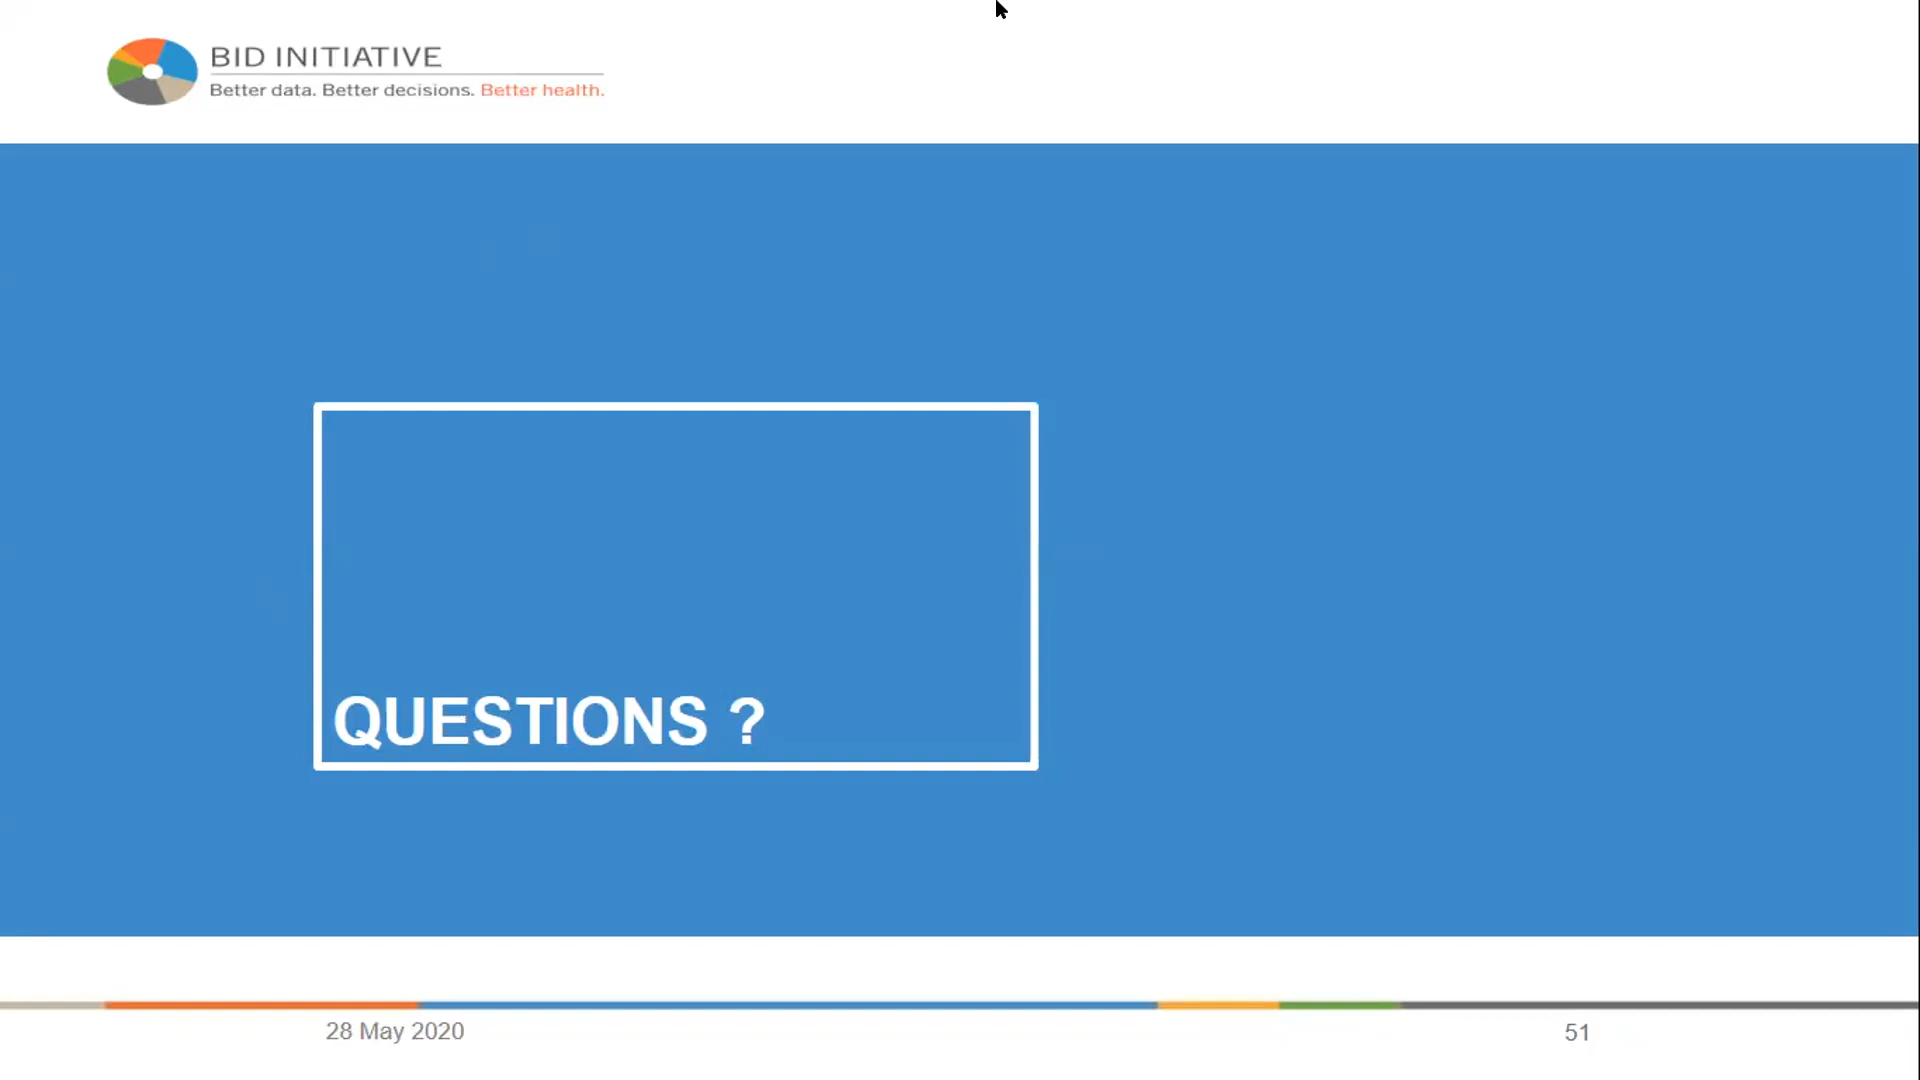 BID INITIATIVE
Better data. Better decisions. Better health.
QUESTIONS ?
28 May 2020
51